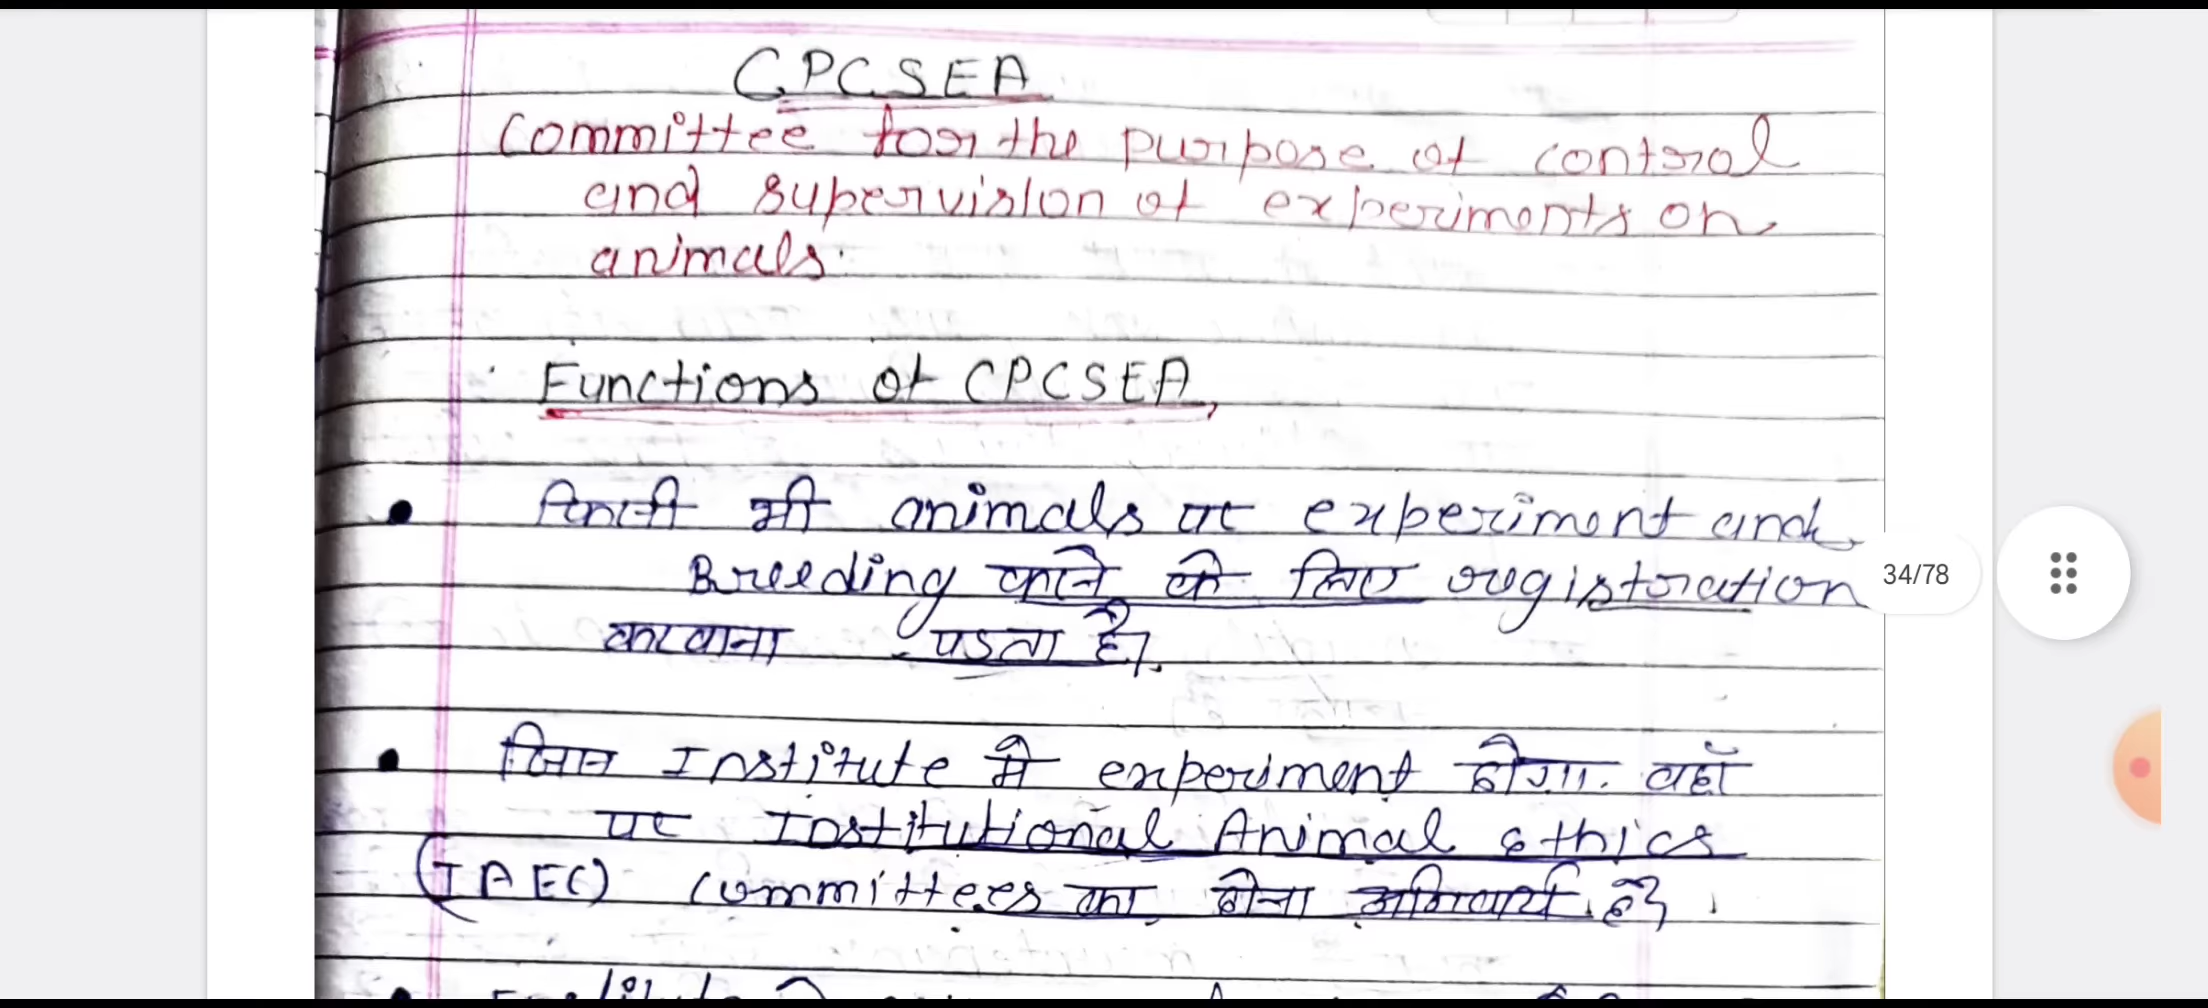 CPCSEA
Committee for the purpose of control
and supervision of experiments on
animals.
Functions of CPCSEA,
किसी भी animals पर experiment and
Breeding करने के लिए registration
34/78
करवाना पडता है।
जिस Institute मे experiment होगा. वहाँ
पर Institutional Animal ethics
(IAEC) committees का होना अनिवार्य है।